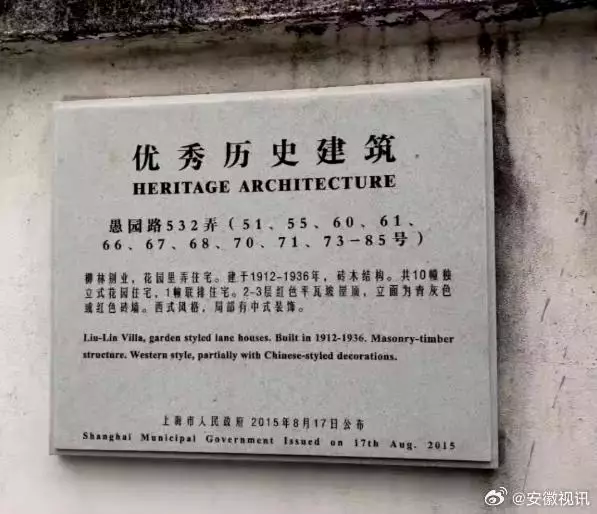 优秀历史建筑
HERITAGE ARCHITECTURE
愚园路532弄（51、55、60、61、
66、67、68、70、71、73-85号）
柳林别业，花园里弄住宅。建于1912-1936年，砖木结构。共10幢独
立式花园住宅，1幢联排住宅。2-3层红色平瓦坡屋顶，立面为青灰色
或红色砖墙。西式风格，局部有中式装饰。
Liu-Lin Villa, garden styled lane houses. Built in 1912-1936. Masonry-timber
structure. Western style, partially with Chinese-styled decorations.
上海市人民政府 2015年8月17日公布
Shanghai Municipal Government Issued on 17th Aug. 2015
@安徽视讯